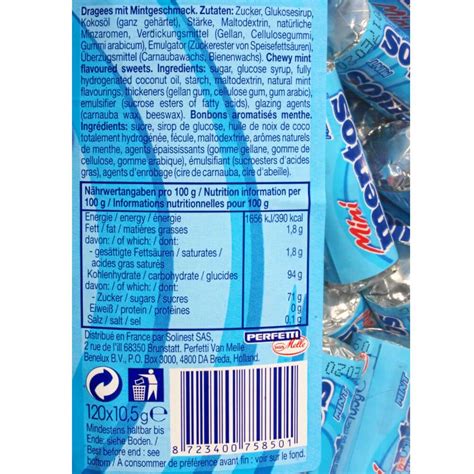 Dragees mit Mintgeschmack. Zutaten: Zucker, Glukosesirup,
Kokosöl (ganz gehärtet), Stärke, Maltodextrin, natürliche
Minzaromen, Verdickungsmittel (Gellan, Cellulosegummi,
Gummi arabicum), Emulgator (Zuckerester von Speisefettsäuren),
Überzugsmittel (Carnaubawachs, Bienenwachs). Chewy mint
flavoured sweets. Ingredients: sugar, glucose syrup, fully
hydrogenated coconut oil, starch, maltodextrin, natural mint
flavourings, thickeners (gellan gum, cellulose gum, gum arabic),
emulsifier (sucrose esters of fatty acids), glazing agents
(carnauba wax, beeswax). Bonbons aromatisés menthe.
Ingrédients: sucre, sirop de glucose, huile de noix de coco
totalement hydrogénée, fécule, maltodextrine, arômes naturels
de menthe, agents épaississants (gomme gellane, gomme de
cellulose, gomme arabique), émulsifiant (sucroesters d'acides
gras), agents d'enrobage (cire de carnauba, cire d'abeille).
Nährwertangaben pro 100 g / Nutrition information per
100 g / Informations nutritionnelles pour 100 g
Energie / energy / énergie 1656 kJ/390 kcal
Fett / fat / matières grasses 1,8 g
davon: / of which: / dont:
- gesättigte Fettsäuren / saturates / 1,8 g
acides gras saturés
Kohlenhydrate / carbohydrate / glucides 94 g
davon: / of which: / dont:
- Zucker / sugars / sucres 71 g
Eiweiß / protein / protéines 0 g
Salz / salt / sel 0,1 g
Distribué en France par Solinest SAS,
2 rue de l'Ill 68350 Brunstatt. Perfetti Van Melle
Benelux B.V., P.O. Box 3000, 4800 DA Breda, Holland.
PERFETTI
van Melle
120x10,5g e
Mindestens haltbar bis
Ende: siehe Boden. /
Best before end: see
bottom / A consommer de préférence avant fin: voir
8 723400 758501
Mini
mentos
MINT
MINT